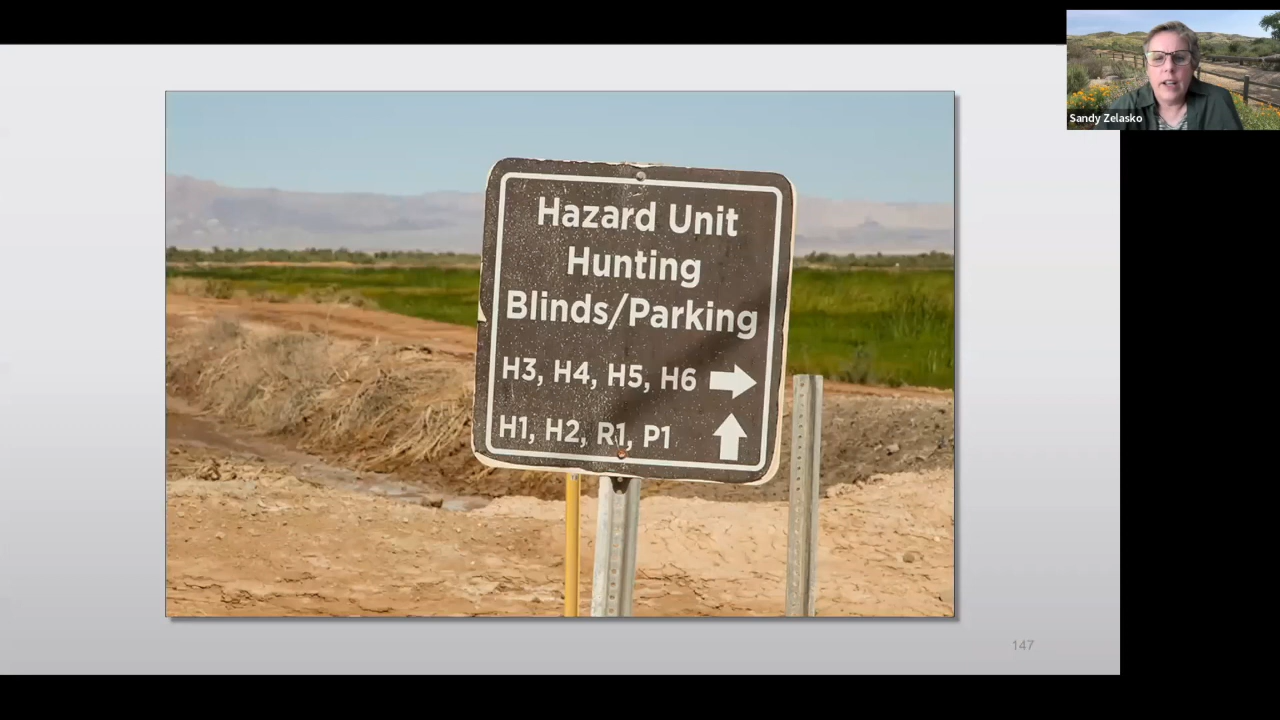 Sandy Zelasko
Hazard Unit
Hunting
Blinds/Parking
H3, H4, H5, H6
H1, H2, R1, P1
147